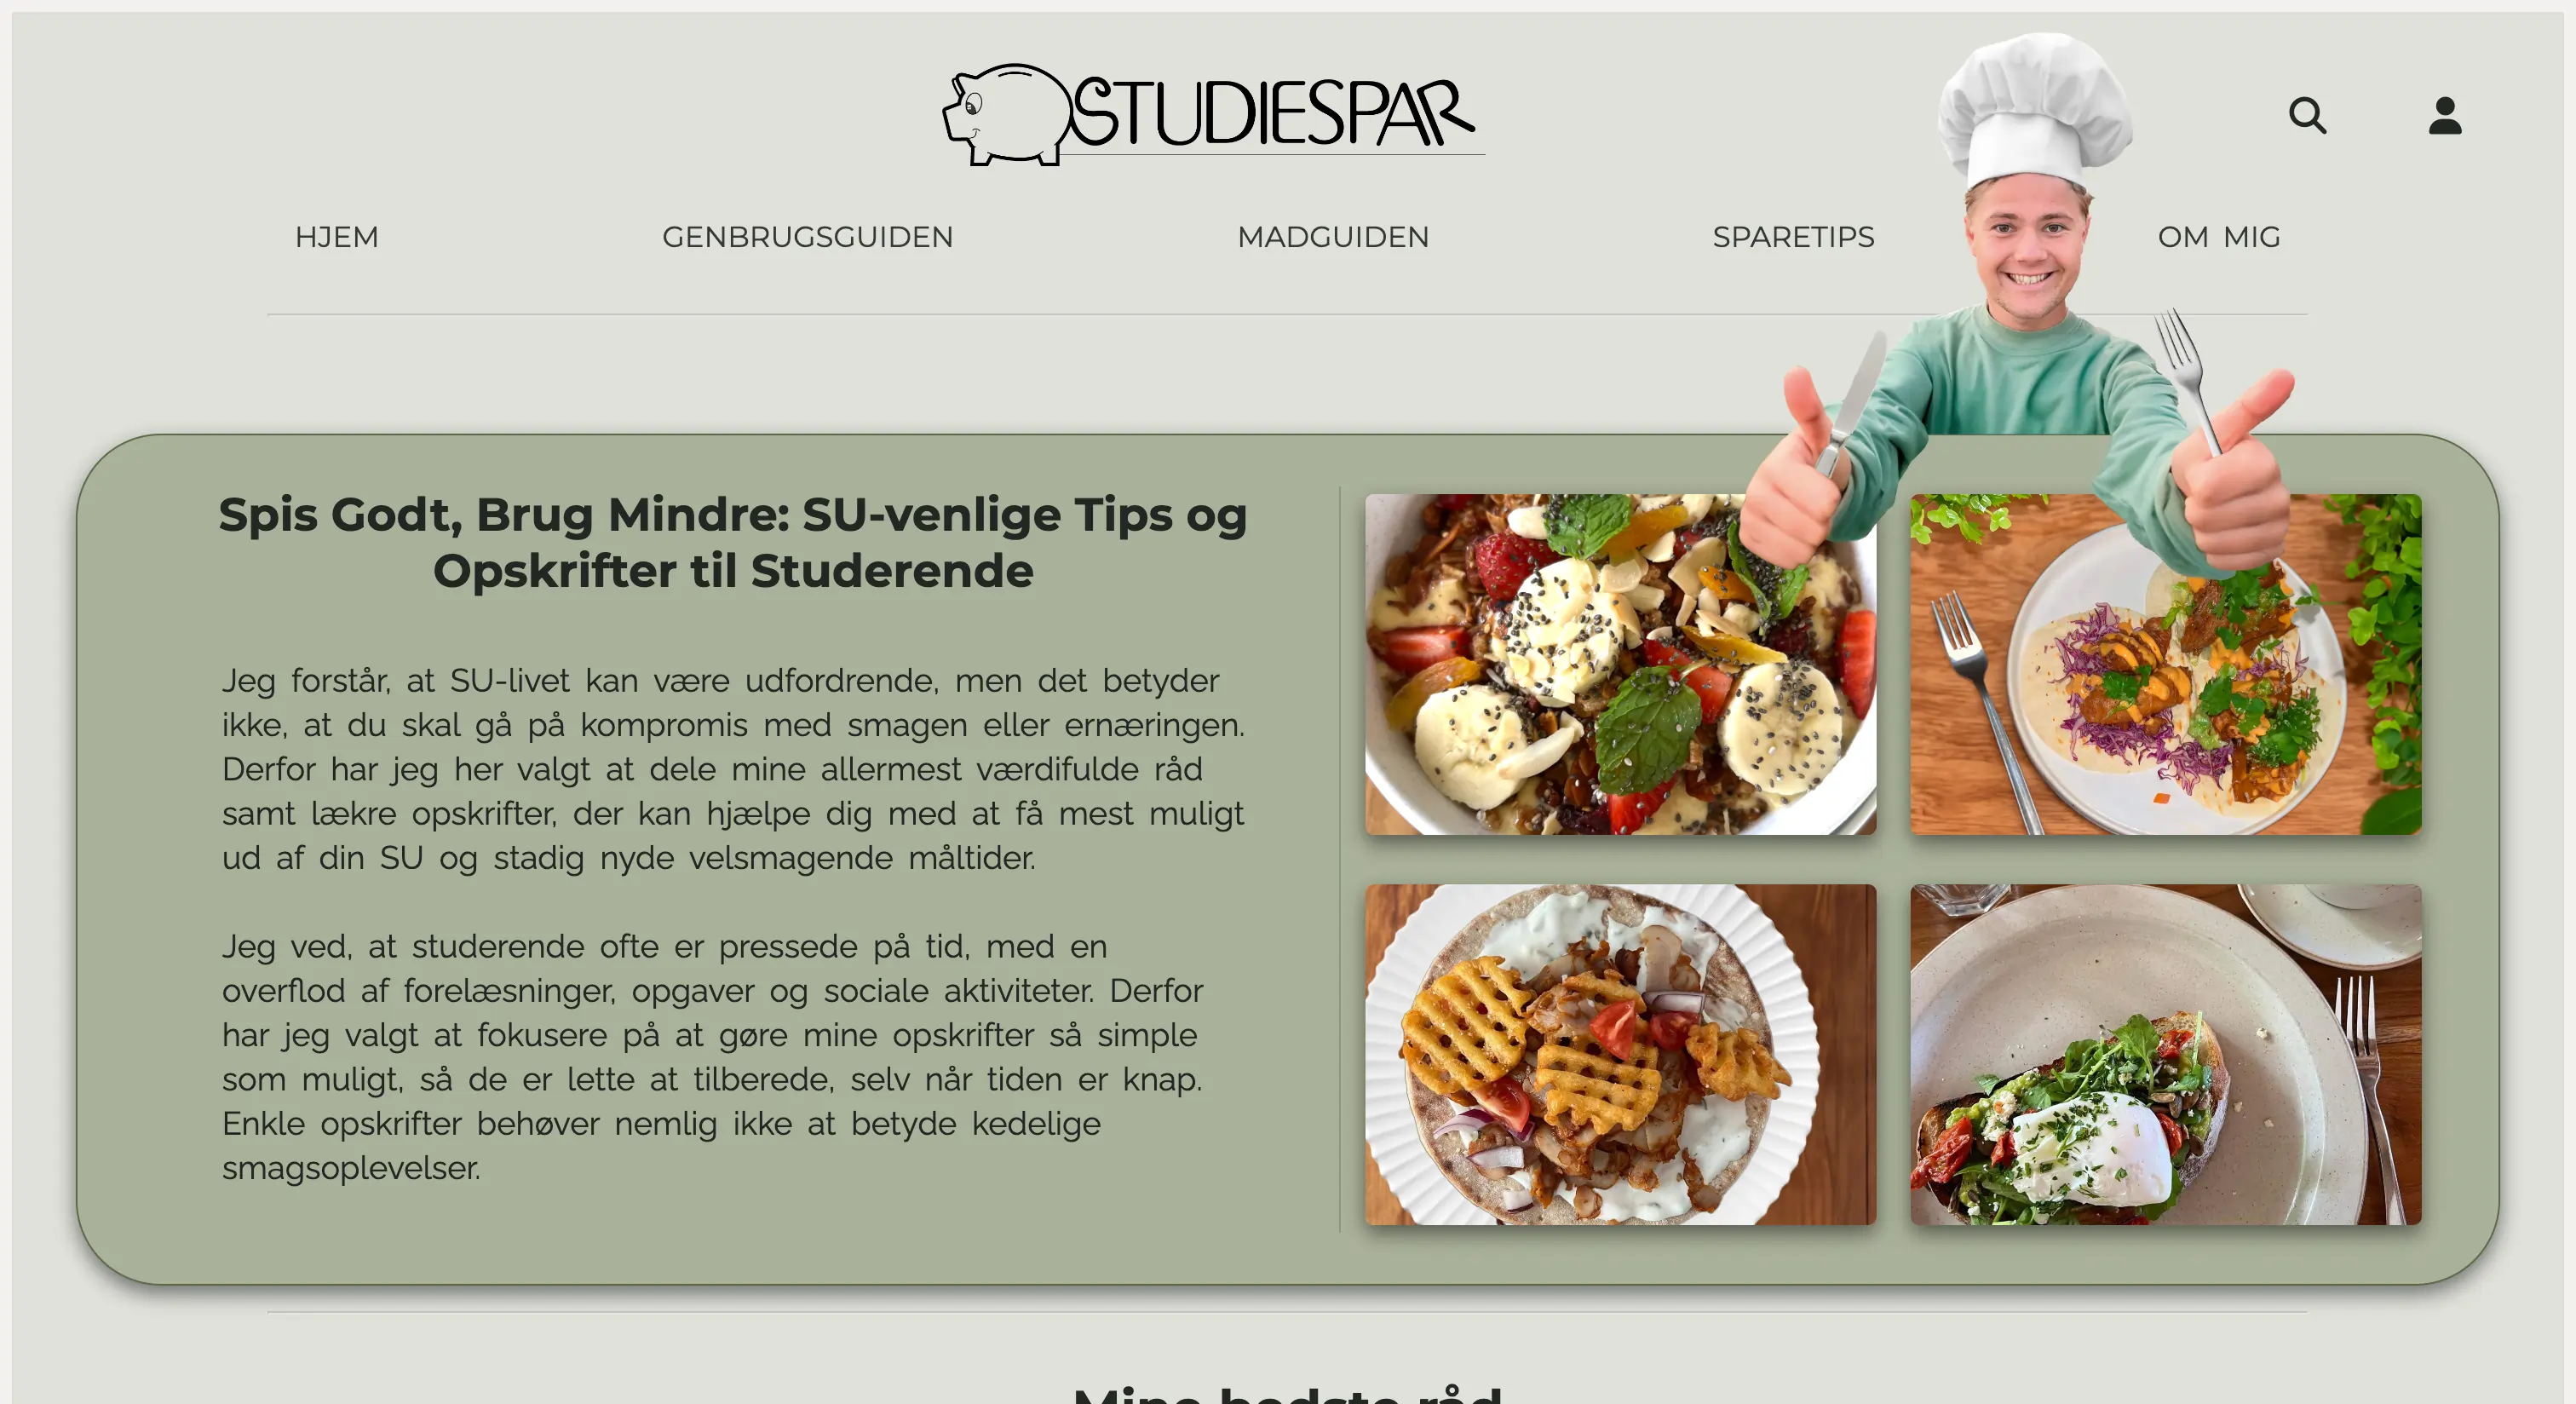 STUDIESPAR
HJEM
GENBRUGSGUIDEN
MADGUIDEN
SPARETIPS
OM MIG
Spis Godt, Brug Mindre: SU-venlige Tips og
Opskrifter til Studerende
Jeg forstår, at SU-livet kan være udfordrende, men det betyder
ikke, at du skal gå på kompromis med smagen eller ernæringen.
Derfor har jeg her valgt at dele mine allermest værdifulde råd
samt lækre opskrifter, der kan hjælpe dig med at få mest muligt
ud af din SU og stadig nyde velsmagende måltider.
Jeg ved, at studerende ofte er pressede på tid, med en
overflod af forelæsninger, opgaver og sociale aktiviteter. Derfor
har jeg valgt at fokusere på at gøre mine opskrifter så simple
som muligt, så de er lette at tilberede, selv når tiden er knap.
Enkle opskrifter behøver nemlig ikke at betyde kedelige
smagsoplevelser.
Mine bedste råd